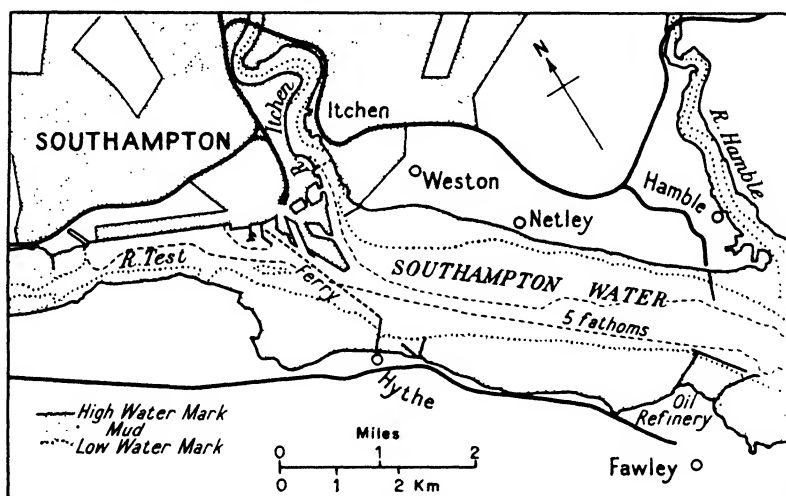 N
SOUTHAMPTON
R Itchen
Itchen
Weston
Netley
Hamble
R. Hamble
R. Test
Ferry
SOUTHAMPTON WATER
5 fathoms
Hythe
Oil
Refinery
Fawley
High Water Mark
Mud
Low Water Mark
Miles
0 1 2
0 1 2 Km